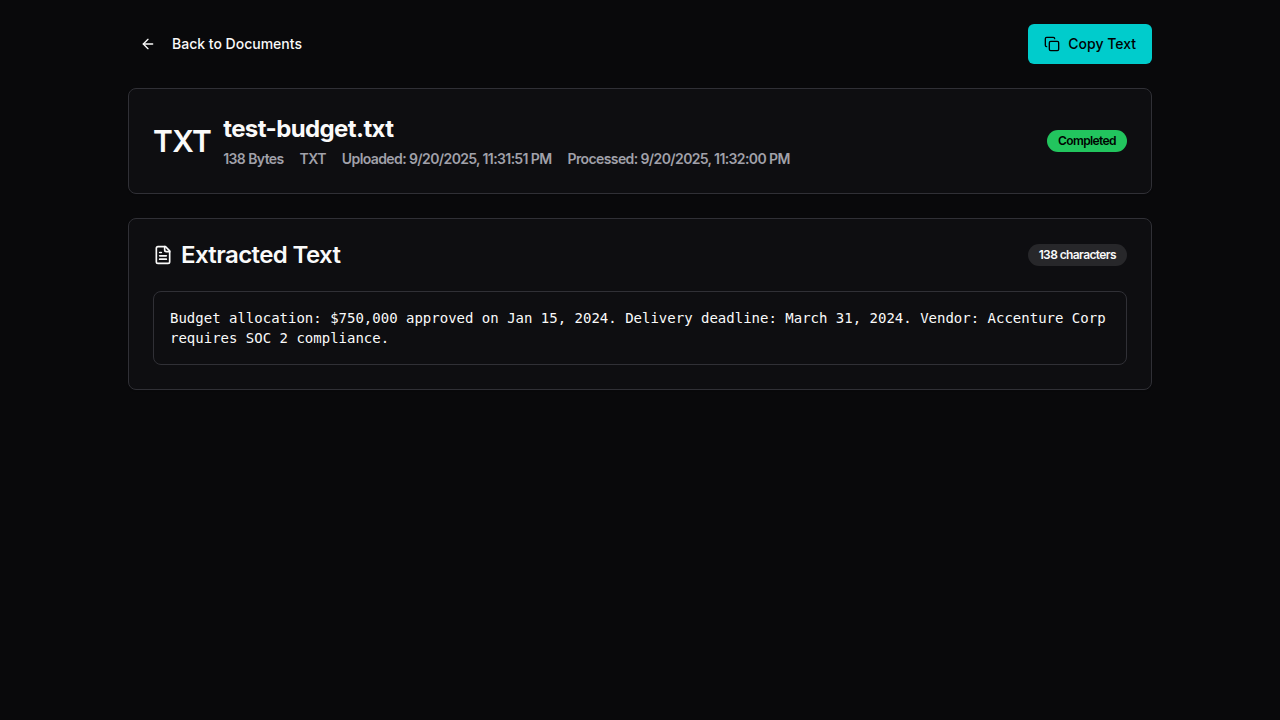 Back to Documents
Copy Text
TXT
test-budget.txt
138 Bytes TXT Uploaded: 9/20/2025, 11:31:51 PM Processed: 9/20/2025, 11:32:00 PM
Completed
Extracted Text
138 characters
Budget allocation: $750,000 approved on Jan 15, 2024. Delivery deadline: March 31, 2024. Vendor: Accenture Corp
requires SOC 2 compliance.